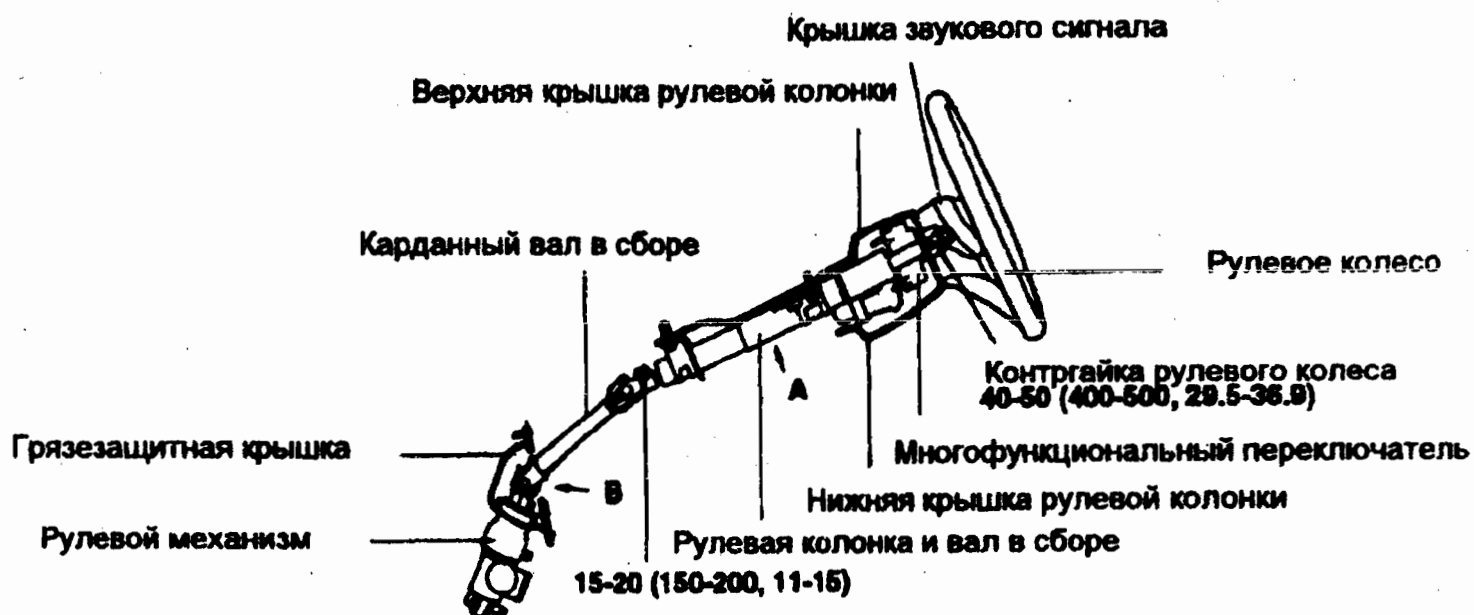 Крышка звукового сигнала
Верхняя крышка рулевой колонки
Карданный вал в сборе
Рулевое колесо
A
Контргайка рулевого колеса
40-50 (400-500, 29.5-36.9)
Грязезащитная крышка
Многофункциональный переключатель
B
Нижняя крышка рулевой колонки
Рулевой механизм
Рулевая колонка и вал в сборе
15-20 (150-200, 11-15)